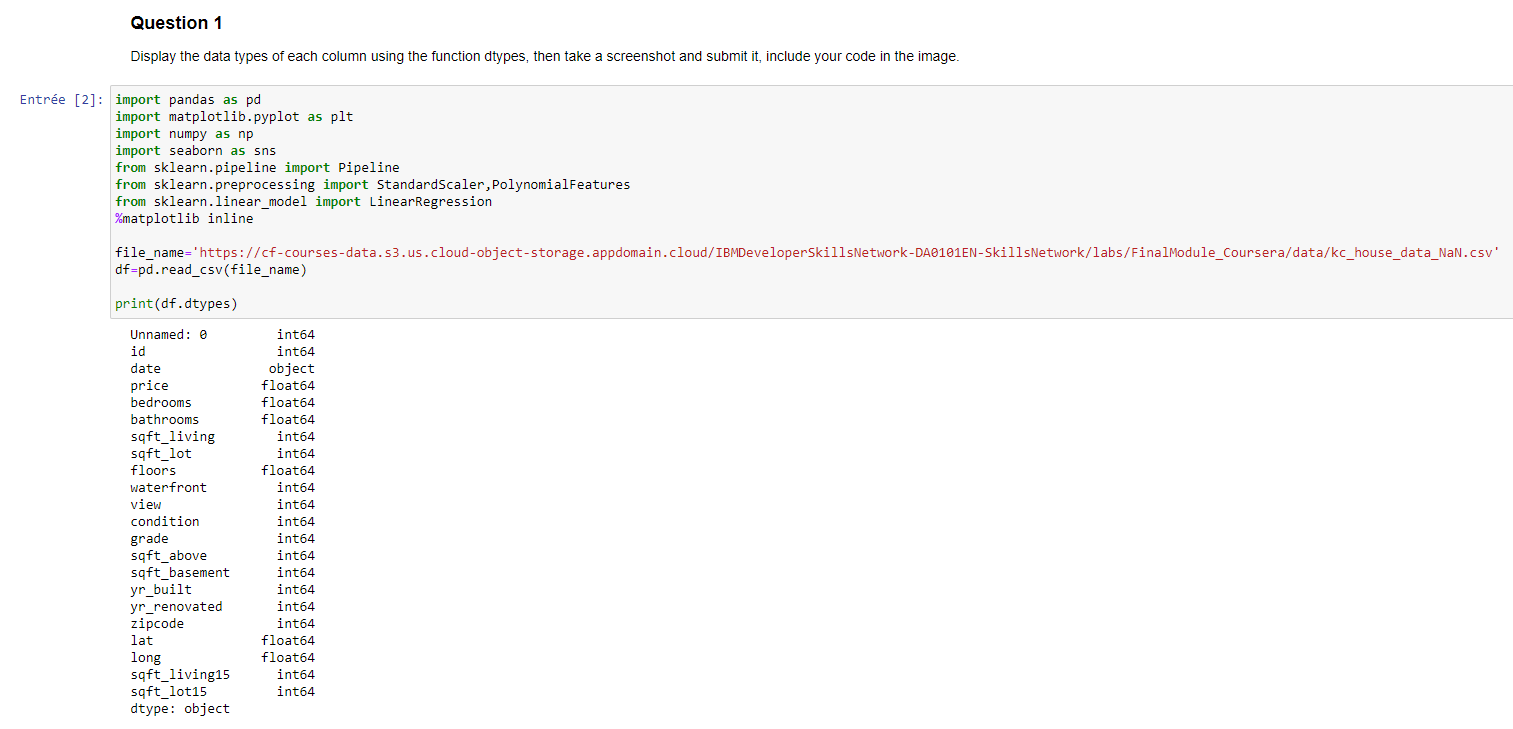 Question 1
Display the data types of each column using the function dtypes, then take a screenshot and submit it, include your code in the image.
Entrée [2]:
import pandas as pd
import matplotlib.pyplot as plt
import numpy as np
import seaborn as sns
from sklearn.pipeline import Pipeline
from sklearn.preprocessing import StandardScaler,PolynomialFeatures
from sklearn.linear_model import LinearRegression
%matplotlib inline
file_name='https://cf-courses-data.s3.us.cloud-object-storage.appdomain.cloud/IBMDeveloperSkillsNetwork-DA0101EN-SkillsNetwork/labs/FinalModule_Coursera/data/kc_house_data_NaN.csv'
df=pd.read_csv(file_name)
print(df.dtypes)
Unnamed: 0 int64
id int64
date object
price float64
bedrooms float64
bathrooms float64
sqft_living int64
sqft_lot int64
floors float64
waterfront int64
view int64
condition int64
grade int64
sqft_above int64
sqft_basement int64
yr_built int64
yr_renovated int64
zipcode int64
lat float64
long float64
sqft_living15 int64
sqft_lot15 int64
dtype: object